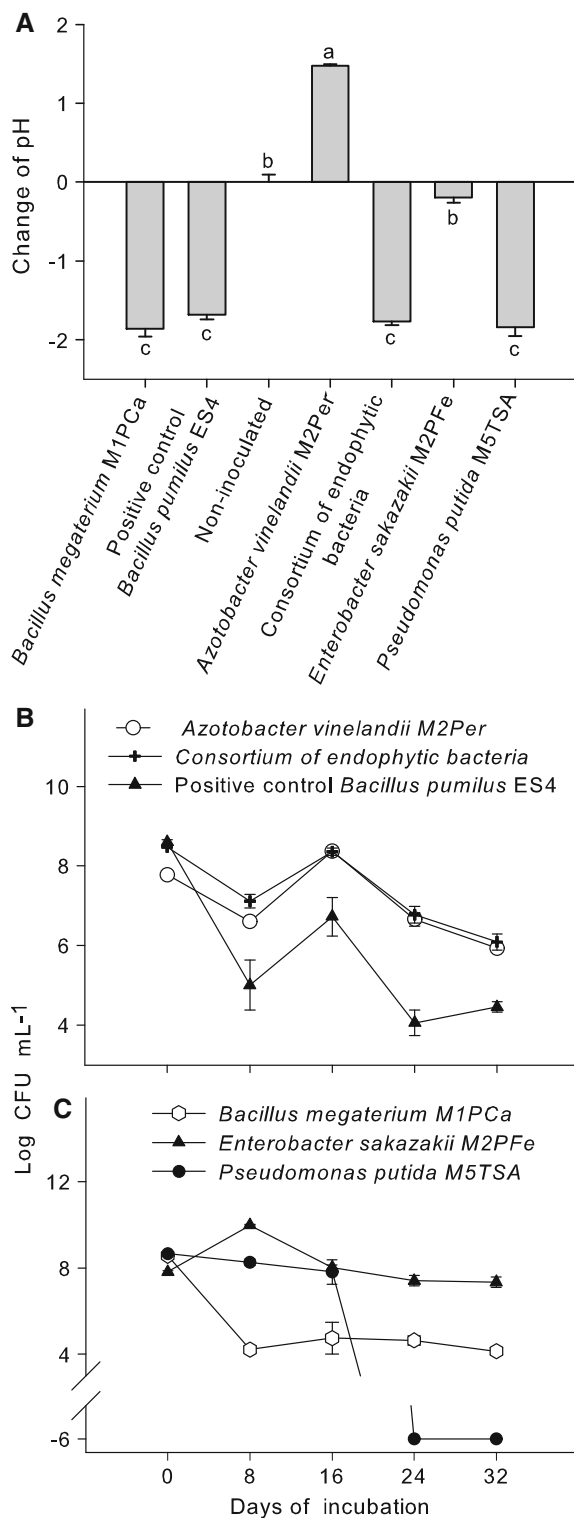 A
2
1
0
-1
-2
Change of pH
a
b
b
c
c
c
c
Bacillus megaterium M1PCa
Positive control
Bacillus pumilus ES4
Non-inoculated
Azotobacter vinelandii M2Per
Consortium of endophytic
bacteria
Enterobacter sakazakii M2PFe
Pseudomonas putida M5TSA
B
Azotobacter vinelandii M2Per
Consortium of endophytic bacteria
Positive control Bacillus pumilus ES4
10
8
6
4
Log CFU mL-1
C
Bacillus megaterium M1PCa
Enterobacter sakazakii M2PFe
Pseudomonas putida M5TSA
12
8
4
-6
0 8 16 24 32
Days of incubation